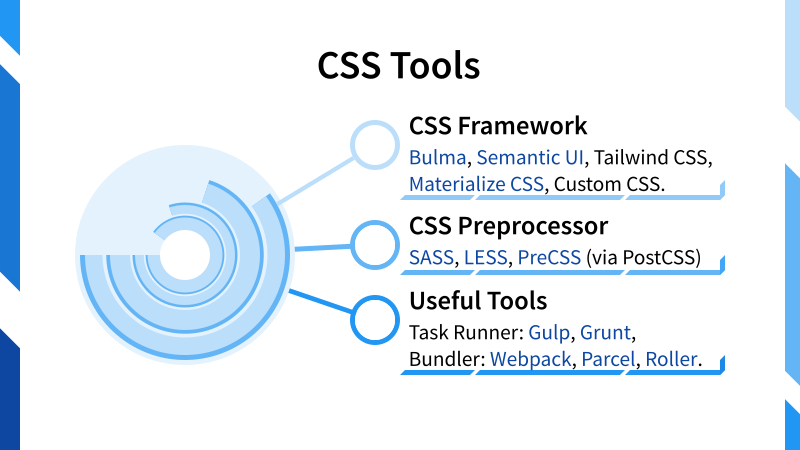 CSS Tools
CSS Framework
Bulma, Semantic UI, Tailwind CSS,
Materialize CSS, Custom CSS.
CSS Preprocessor
SASS, LESS, PreCSS (via PostCSS)
Useful Tools
Task Runner: Gulp, Grunt,
Bundler: Webpack, Parcel, Roller.